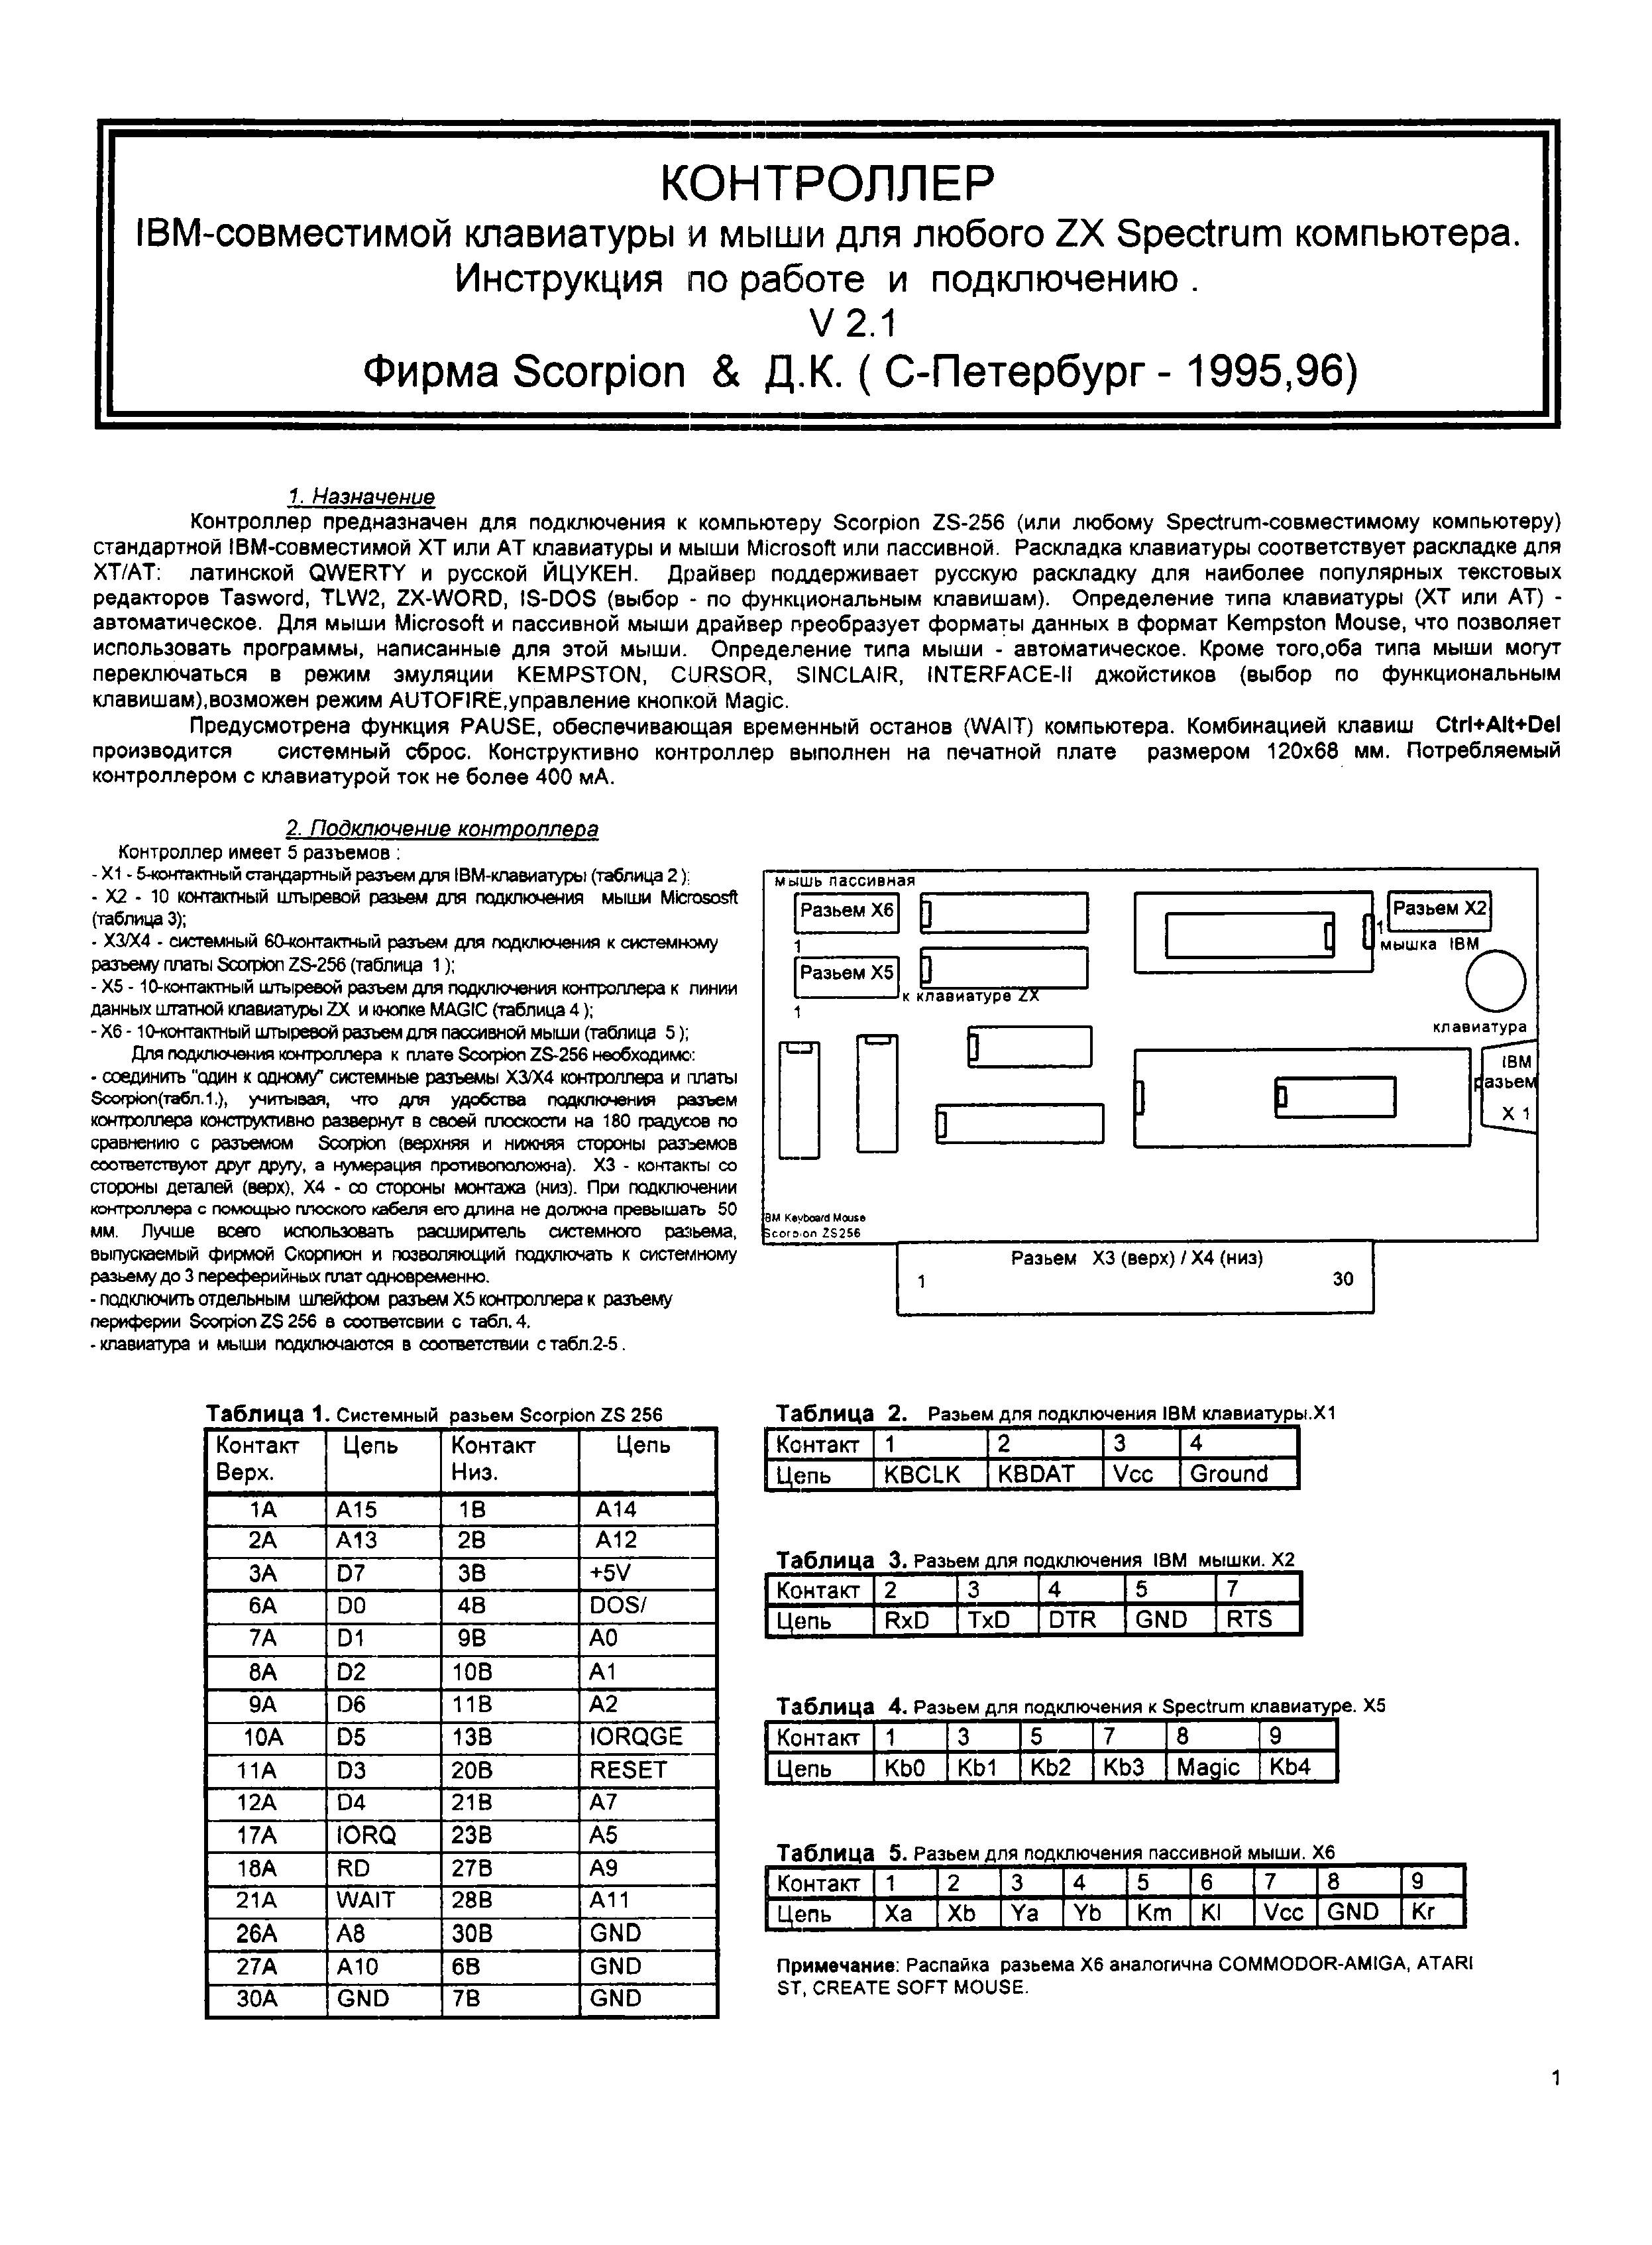 КОНТРОЛЛЕР
IBM-совместимой клавиатуры и мыши для любого ZX Spectrum компьютера.
Инструкция по работе и подключению .
V 2.1
Фирма Scorpion & Д.К. ( С-Петербург - 1995,96)
1. Назначение
Контроллер предназначен для подключения к компьютеру Scorpion ZS-256 (или любому Spectrum-совместимому компьютеру)
стандартной IBM-совместимой XT или AT клавиатуры и мыши Microsoft или пассивной. Раскладка клавиатуры соответствует раскладке для
XT/AT: латинской QWERTY и русской ЙЦУКЕН. Драйвер поддерживает русскую раскладку для наиболее популярных текстовых
редакторов Tasword, TLW2, ZX-WORD, IS-DOS (выбор - по функциональным клавишам). Определение типа клавиатуры (XT или AT) -
автоматическое. Для мыши Microsoft и пассивной мыши драйвер преобразует форматы данных в формат Kempston Mouse, что позволяет
использовать программы, написанные для этой мыши. Определение типа мыши - автоматическое. Кроме того,оба типа мыши могут
переключаться в режим эмуляции KEMPSTON, CURSOR, SINCLAIR, INTERFACE-II джойстиков (выбор по функциональным
клавишам),возможен режим AUTOFIRE,управление кнопкой Magic.
Предусмотрена функция PAUSE, обеспечивающая временный останов (WAIT) компьютера. Комбинацией клавиш Ctrl+Alt+Del
производится системный сброс. Конструктивно контроллер выполнен на печатной плате размером 120x68 мм. Потребляемый
контроллером с клавиатурой ток не более 400 мА.
2. Подключение контроллера
Контроллер имеет 5 разъемов :
- X1 - 5-контактный стандартный разъем для IBM-клавиатуры (таблица 2 );
- X2 - 10 контактный штыревой разьем для подключения мыши Micrososft
(таблица 3);
- X3/X4 - системный 60-контактный разъем для подключения к системному
разъему платы Scorpion ZS-256 (таблица 1 );
- X5 - 10-контактный штыревой разъем для подключения контроллера к линии
данных штатной клавиатуры ZX и кнопке MAGIC (таблица 4 );
- X6 - 10-контактный штыревой разъем для пассивной мыши (таблица 5 );
Для подключения контроллера к плате Scorpion ZS-256 необходимо:
- соединить "один к одному" системные разъемы X3/X4 контроллера и платы
Scorpion(табл.1.), учитывая, что для удобства подключения разъем
контроллера конструктивно развернут в своей плоскости на 180 градусов по
сравнению с разъемом Scorpion (верхняя и нижняя стороны разъемов
соответствуют друг другу, а нумерация противоположна). X3 - контакты со
стороны деталей (верх), X4 - со стороны монтажа (низ). При подключении
контроллера с помощью плоского кабеля его длина не должна превышать 50
мм. Лучше всего использовать расширитель системного разьема,
выпускаемый фирмой Скорпион и позволяющий подключать к системному
разьему до 3 переферийных плат одновременно.
- подключить отдельным шлейфом разъем X5 контроллера к разъему
периферии Scorpion ZS 256 в соответсвии с табл. 4.
- клавиатура и мыши подключаются в соответствии с табл.2-5 .
мышь пассивная
Разьем X6
1
Разьем X5
к клавиатуре ZX
1
Разьем X2
1
мышка IBM
клавиатура
IBM
разьем
X 1
IBM Keyboard Mouse
Scorpion ZS256
Разьем X3 (верх) / X4 (низ)
1 30
Таблица 1. Системный разьем Scorpion ZS 256
Контакт Цепь Контакт Цепь
Верх. Низ.
1A A15 1B A14
2A A13 2B A12
3A D7 3B +5V
6A D0 4B DOS/
7A D1 9B A0
8A D2 10B A1
9A D6 11B A2
10A D5 13B IORQGE
11A D3 20B RESET
12A D4 21B A7
17A IORQ 23B A5
18A RD 27B A9
21A WAIT 28B A11
26A A8 30B GND
27A A10 6B GND
30A GND 7B GND
Таблица 2. Разьем для подключения IBM клавиатуры.X1
Контакт 1 2 3 4
Цепь KBCLK KBDAT Vcc Ground
Таблица 3. Разьем для подключения IBM мышки. X2
Контакт 2 3 4 5 7
Цепь RxD TxD DTR GND RTS
Таблица 4. Разьем для подключения к Spectrum клавиатуре. X5
Контакт 1 3 5 7 8 9
Цепь Kb0 Kb1 Kb2 Kb3 Magic Kb4
Таблица 5. Разьем для подключения пассивной мыши. X6
Контакт 1 2 3 4 5 6 7 8 9
Цепь Xa Xb Ya Yb Km Kl Vcc GND Kr
Примечание: Распайка разьема X6 аналогична COMMODOR-AMIGA, ATARI
ST, CREATE SOFT MOUSE.
1